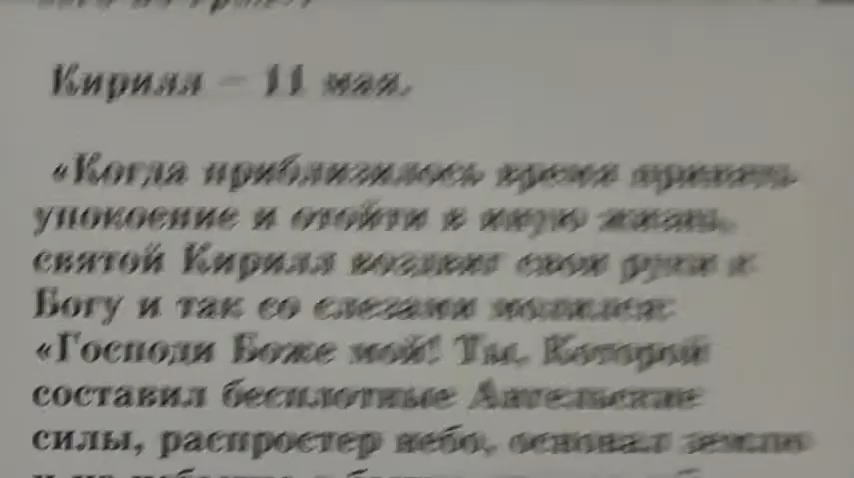 Кирилл – 11 мая.
«Когда приблизилось время принять
упокоение и отойти в иную жизнь,
святой Кирилл воздвиг свои руки к
Богу и так со слезами молился:
«Господи Боже мой! Ты, Который
составил бесплотные Ангельские
силы, распростер небо, основал землю